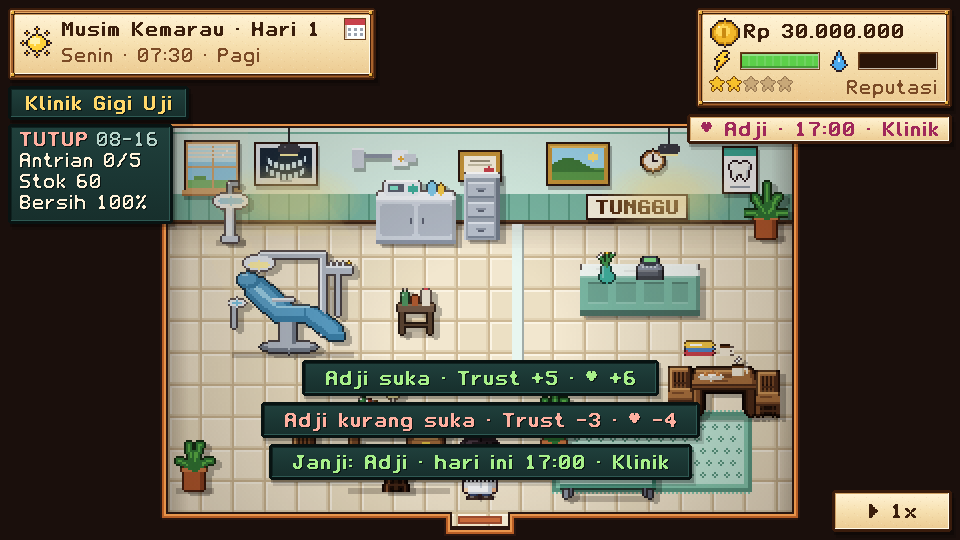 Musim Kemarau · Hari 1
Senin · 07:30 · Pagi
Rp 30.000.000
Reputasi
Klinik Gigi Uji
♥ Adji · 17:00 · Klinik
TUTUP 08-16
Antrian 0/5
Stok 60
Bersih 100%
TUNGGU
Adji suka · Trust +5 · ♥ +6
Adji kurang suka · Trust -3 · ♥ -4
Janji: Adji · hari ini 17:00 · Klinik
1x